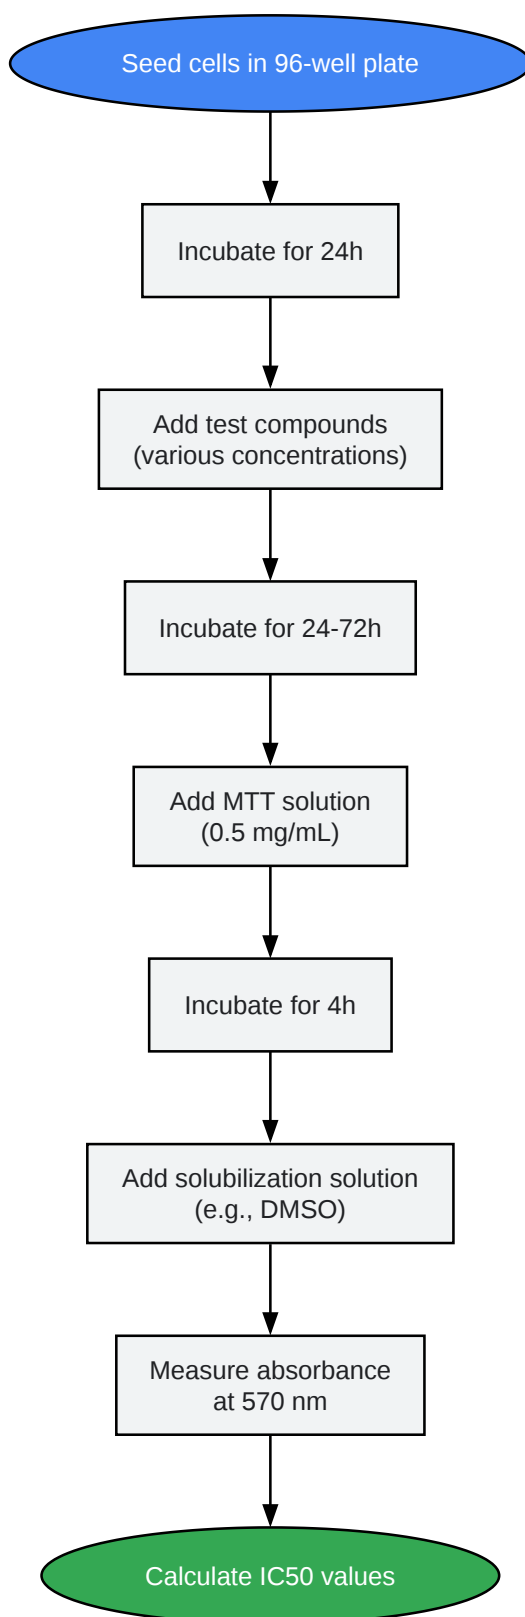 Seed cells in 96-well plate
Incubate for 24h
Add test compounds
(various concentrations)
Incubate for 24-72h
Add MTT solution
(0.5 mg/mL)
Incubate for 4h
Add solubilization solution
(e.g., DMSO)
Measure absorbance
at 570 nm
Calculate IC50 values